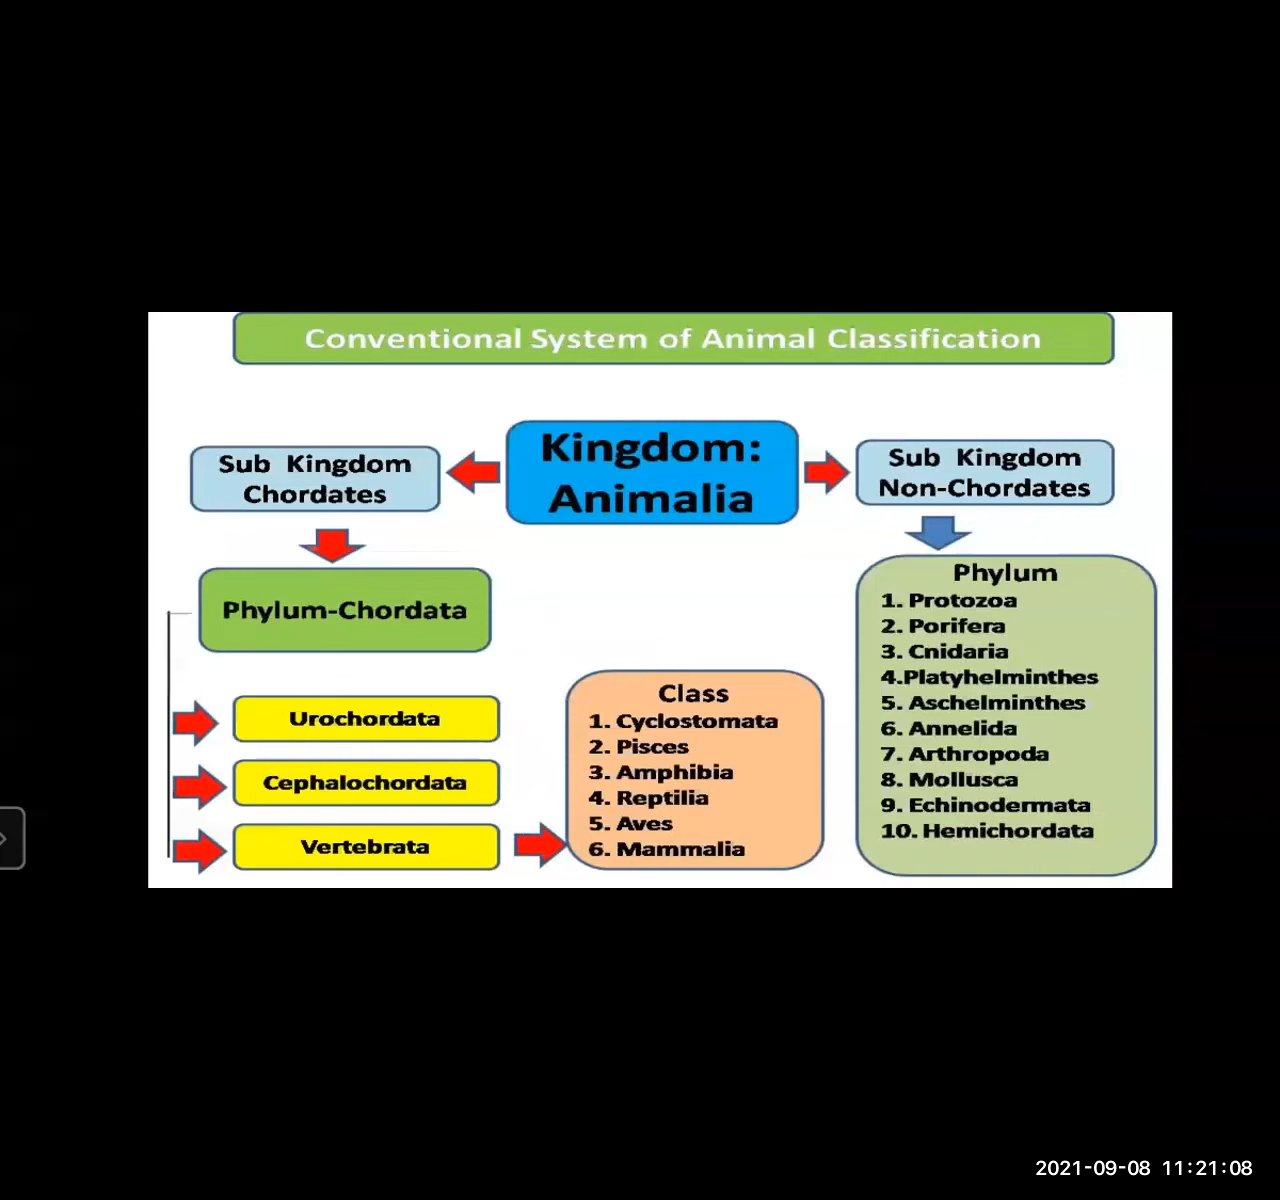 Conventional System of Animal Classification
Kingdom:
Animalia
Sub Kingdom
Chordates
Sub Kingdom
Non-Chordates
Phylum-Chordata
Urochordata
Cephalochordata
Vertebrata
Class
1. Cyclostomata
2. Pisces
3. Amphibia
4. Reptilia
5. Aves
6. Mammalia
Phylum
1. Protozoa
2. Porifera
3. Cnidaria
4.Platyhelminthes
5. Aschelminthes
6. Annelida
7. Arthropoda
8. Mollusca
9. Echinodermata
10. Hemichordata
2021-09-08 11:21:08